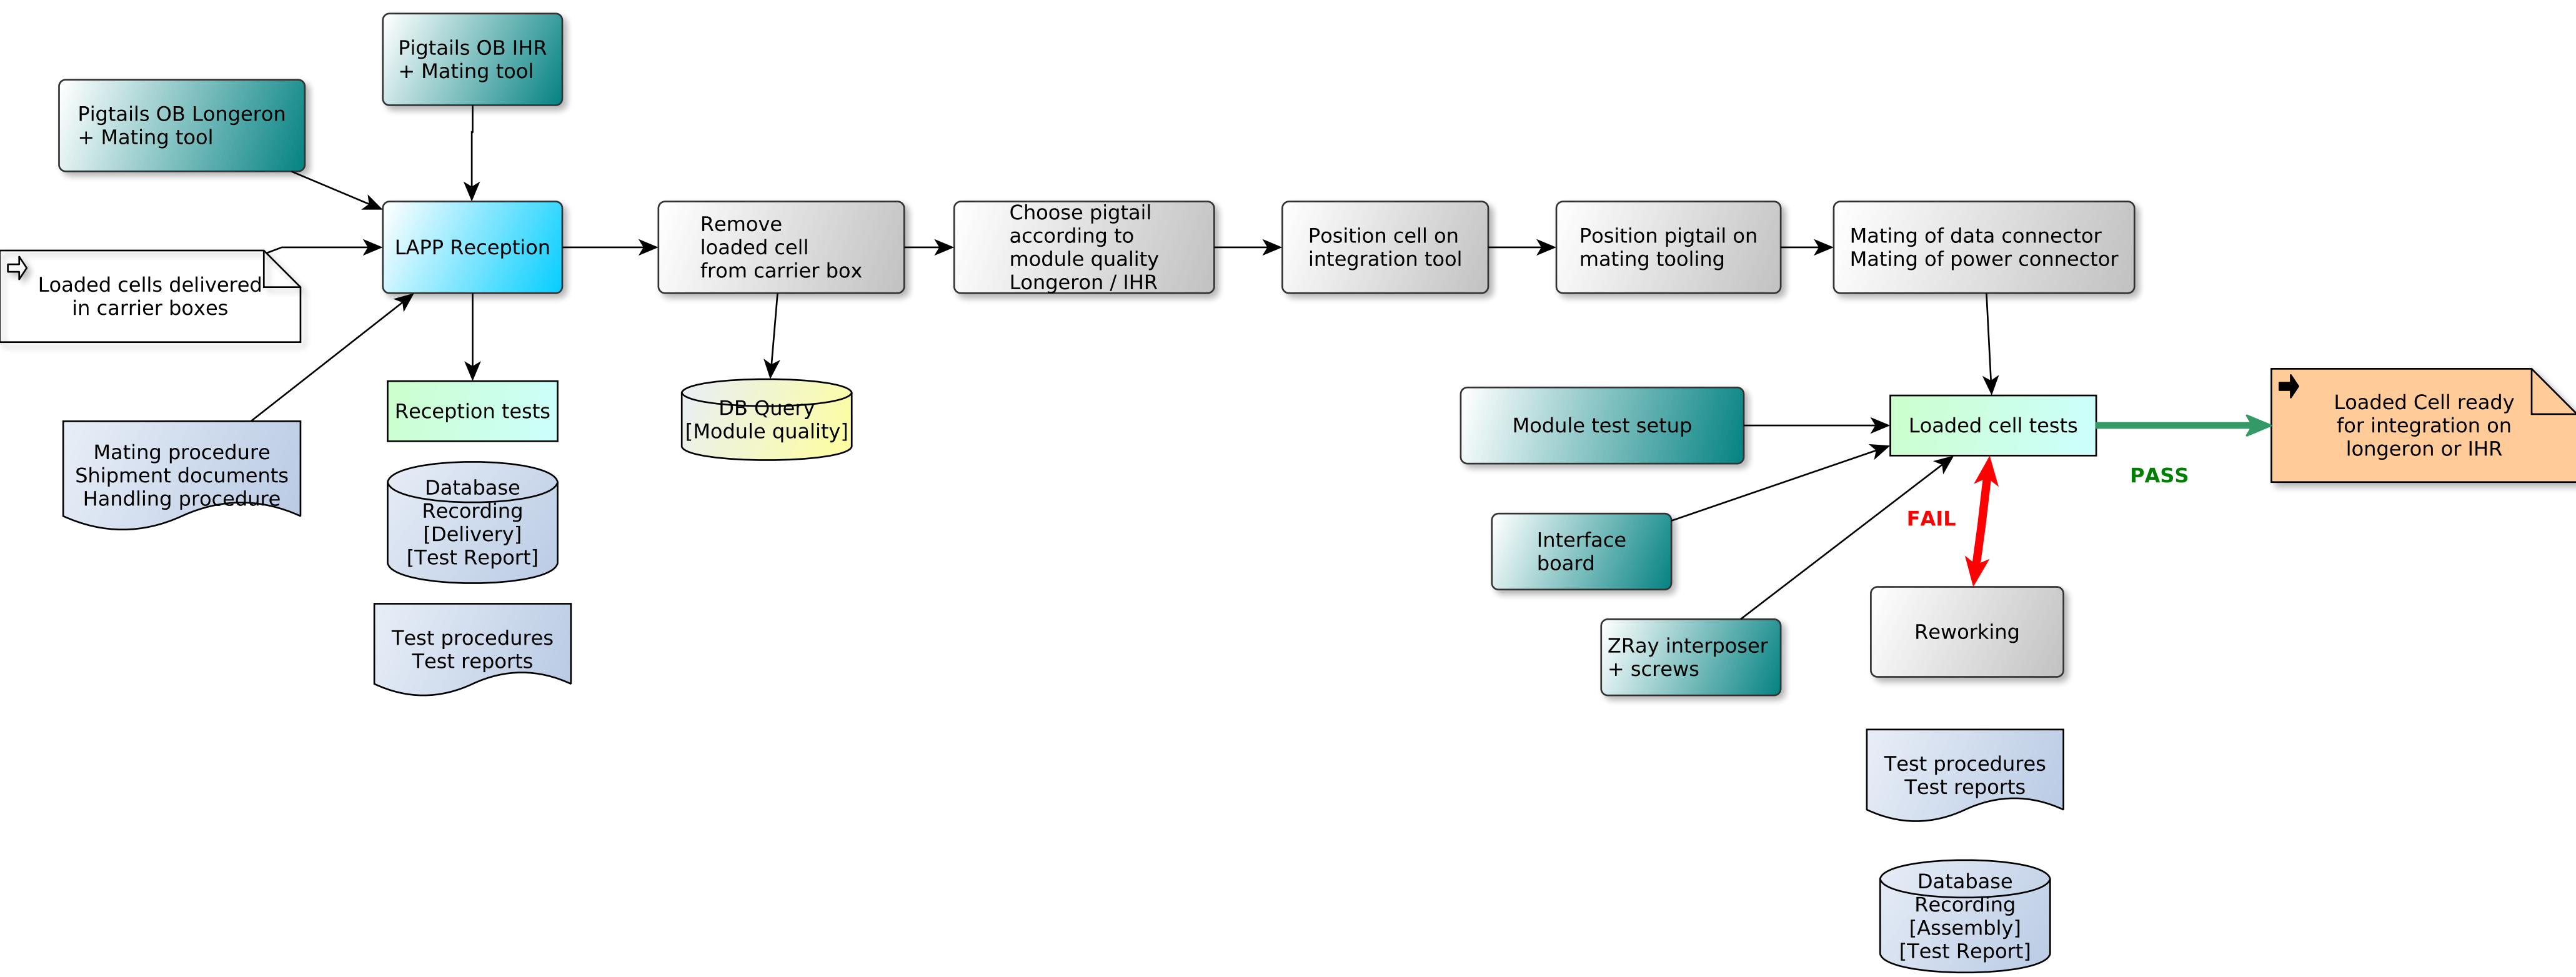 Pigtails OB IHR
+ Mating tool
Pigtails OB Longeron
+ Mating tool
Loaded cells delivered
in carrier boxes
LAPP Reception
Remove
loaded cell
from carrier box
Choose pigtail
according to
module quality
Longeron / IHR
Position cell on
integration tool
Position pigtail on
mating tooling
Mating of data connector
Mating of power connector
Mating procedure
Shipment documents
Handling procedure
Reception tests
Database
Recording
[Delivery]
[Test Report]
Test procedures
Test reports
DB Query
[Module quality]
Module test setup
Interface
board
ZRay interposer
+ screws
Loaded cell tests
PASS
FAIL
Loaded Cell ready
for integration on
longeron or IHR
Reworking
Test procedures
Test reports
Database
Recording
[Assembly]
[Test Report]